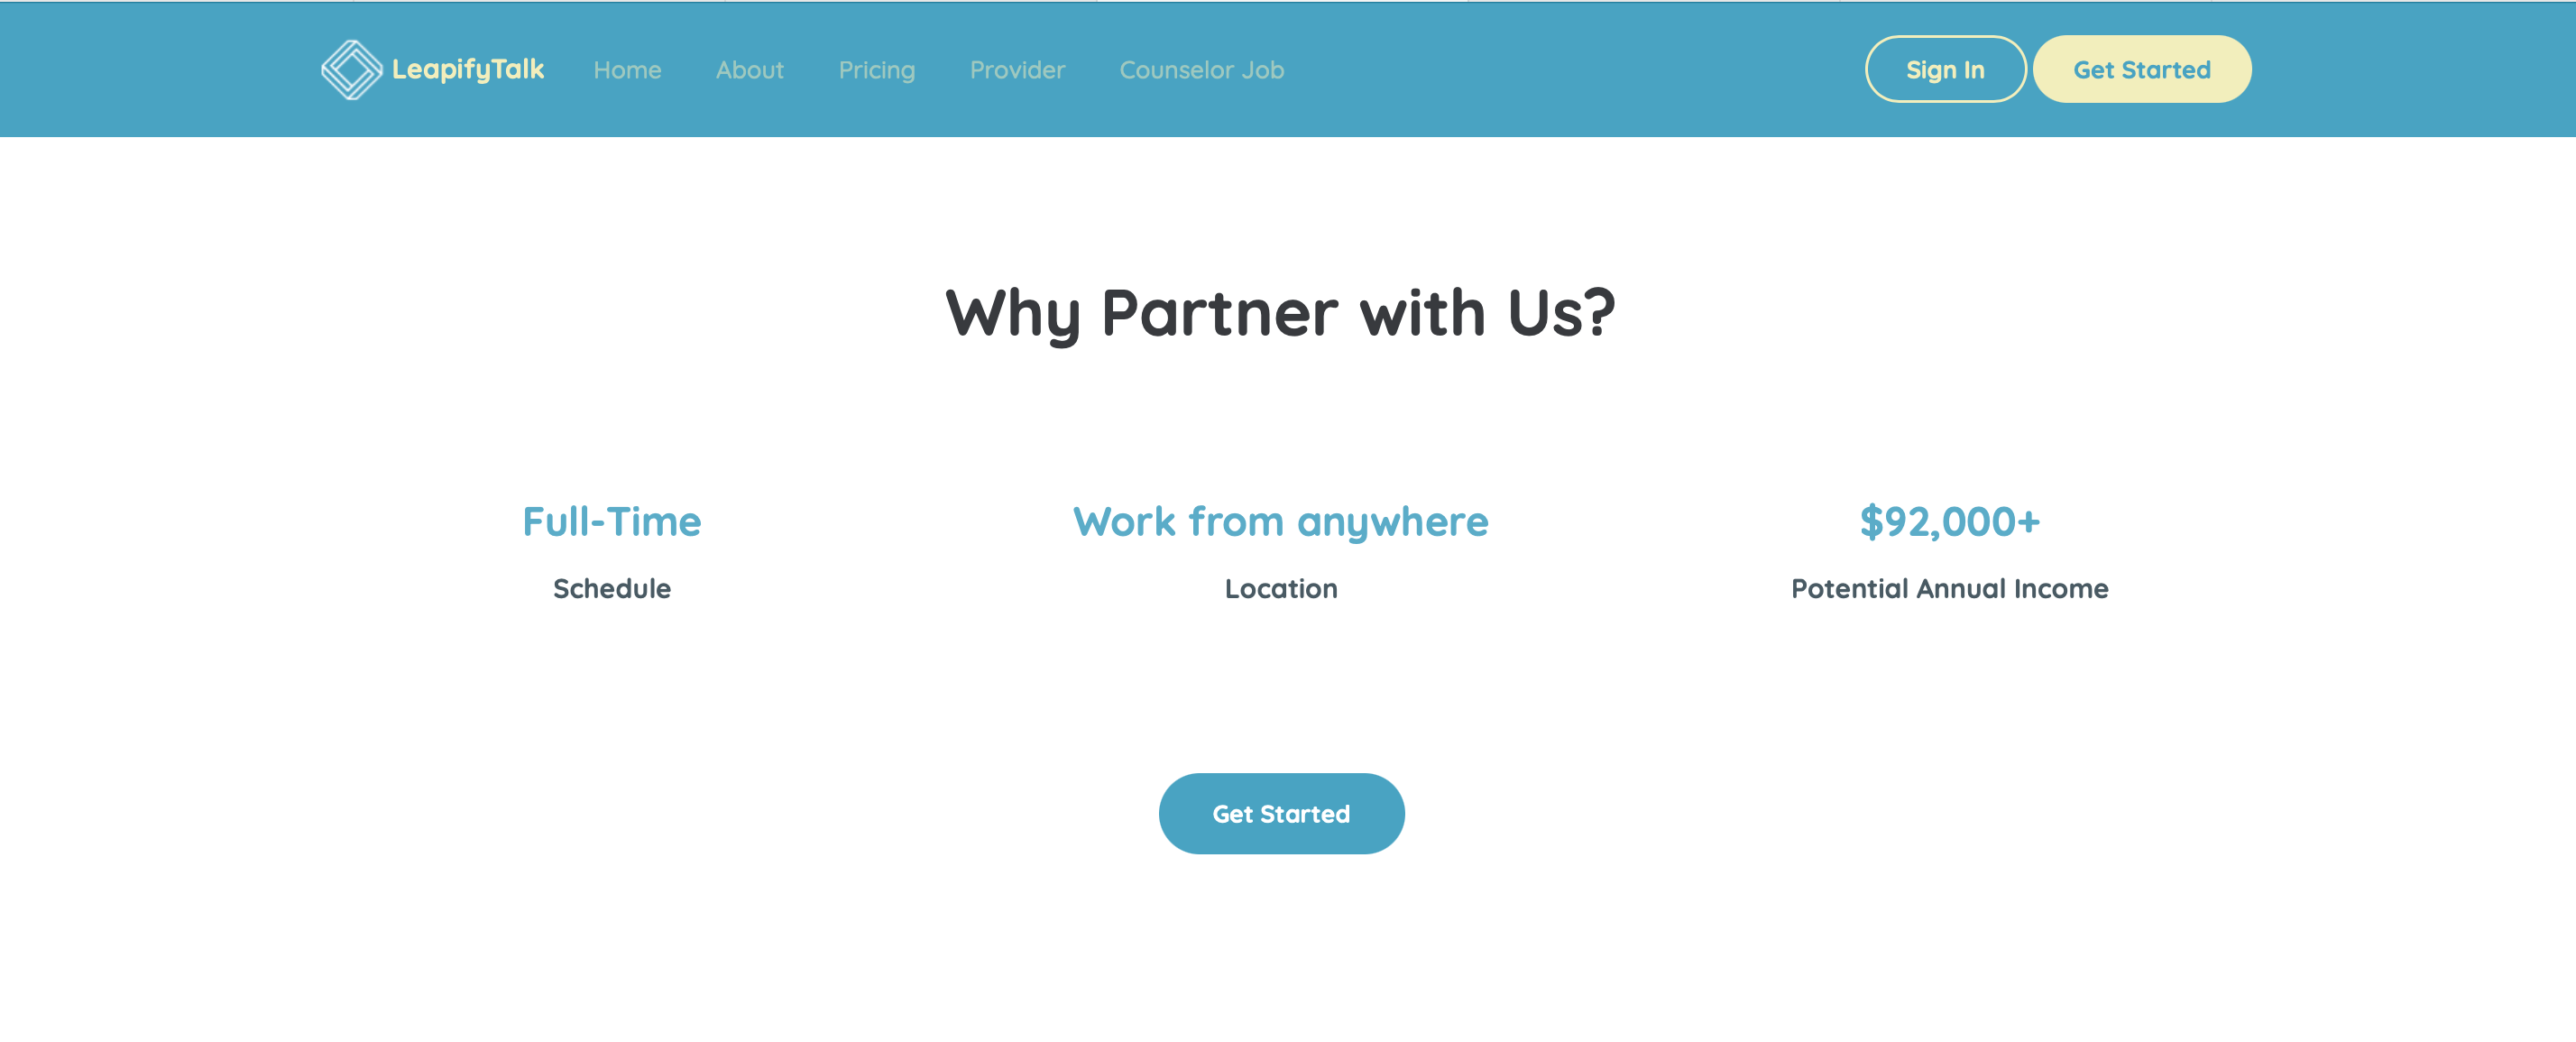 LeapifyTalk Home About Pricing Provider Counselor Job Sign In Get Started
Why Partner with Us?
Full-Time Work from anywhere $92,000+
Schedule Location Potential Annual Income
Get Started